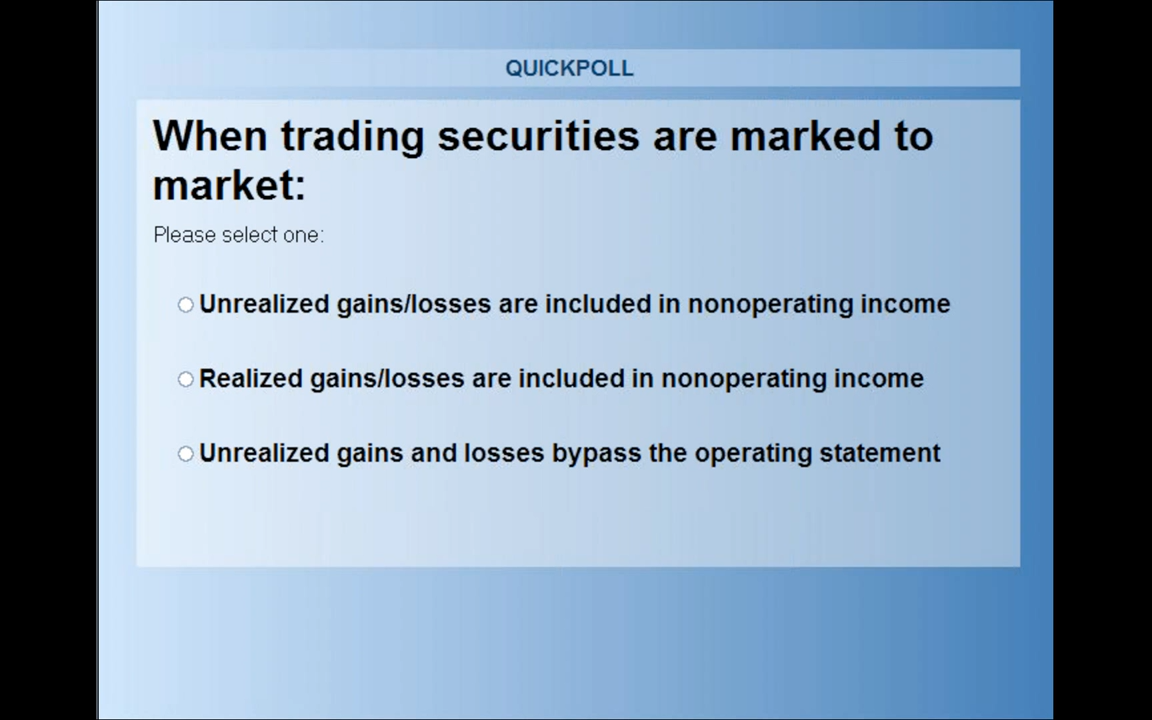 QUICKPOLL
When trading securities are marked to
market:
Please select one:
Unrealized gains/losses are included in nonoperating income
Realized gains/losses are included in nonoperating income
Unrealized gains and losses bypass the operating statement